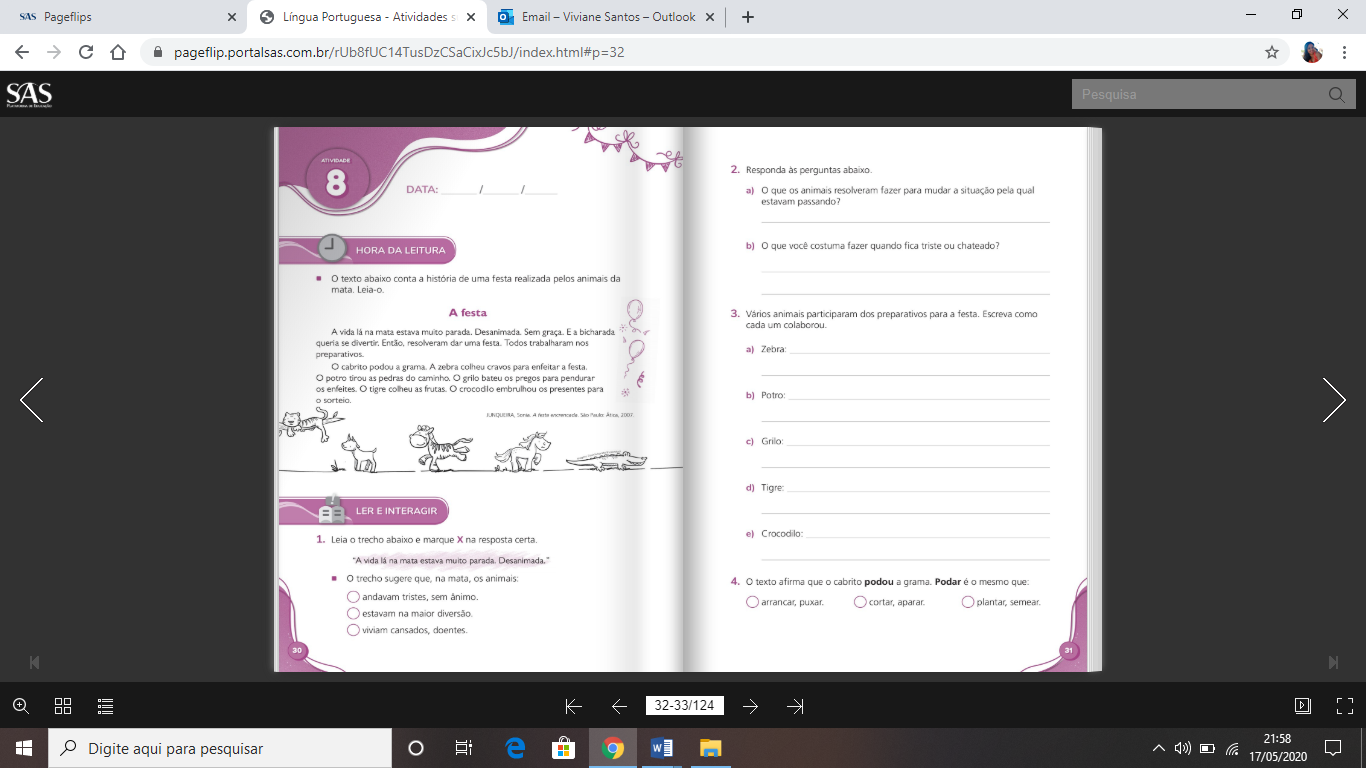 SAS Pageflips
Língua Portuguesa - Atividades s
Email – Viviane Santos – Outlook
pageflip.portalsas.com.br/rUb8fUC14TusDzCSaCixJc5bJ/index.html#p=32
SAS
PLATAFORMA DE EDUCAÇÃO
Pesquisa
ATIVIDADE
8
DATA: ______/______/______
HORA DA LEITURA
O texto abaixo conta a história de uma festa realizada pelos animais da
mata. Leia-o.
A festa
A vida lá na mata estava muito parada. Desanimada. Sem graça. E a bicharada
queria se divertir. Então, resolveram dar uma festa. Todos trabalharam nos
preparativos.
O cabrito podou a grama. A zebra colheu cravos para enfeitar a festa.
O potro tirou as pedras do caminho. O grilo bateu os pregos para pendurar
os enfeites. O tigre colheu as frutas. O crocodilo embrulhou os presentes para
o sorteio.
JUNQUEIRA, Sonia. A festa encrencada. São Paulo: Ática, 2007.
LER E INTERAGIR
1. Leia o trecho abaixo e marque X na resposta certa.
"A vida lá na mata estava muito parada. Desanimada."
O trecho sugere que, na mata, os animais:
andavam tristes, sem ânimo.
estavam na maior diversão.
viviam cansados, doentes.
30
2. Responda às perguntas abaixo.
a) O que os animais resolveram fazer para mudar a situação pela qual
estavam passando?
b) O que você costuma fazer quando fica triste ou chateado?
3. Vários animais participaram dos preparativos para a festa. Escreva como
cada um colaborou.
a) Zebra:
b) Potro:
c) Grilo:
d) Tigre:
e) Crocodilo:
4. O texto afirma que o cabrito podou a grama. Podar é o mesmo que:
arrancar, puxar. cortar, aparar. plantar, semear.
31
32-33/124
Digite aqui para pesquisar
21:58
17/05/2020